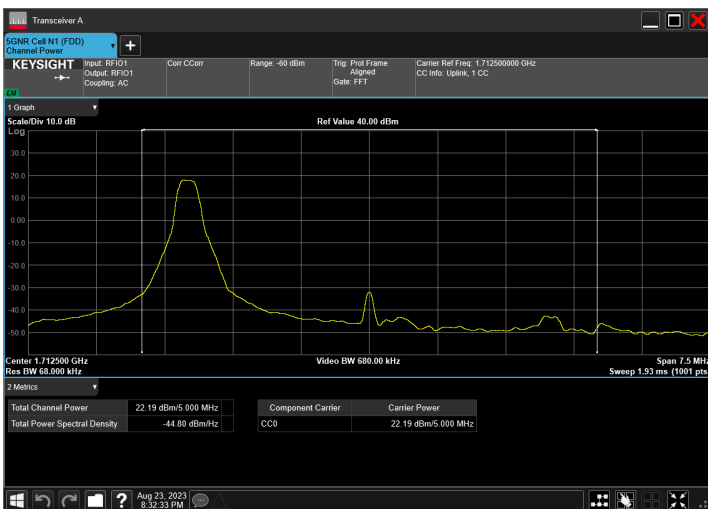 Transceiver A
5GNR Cell N1 (FDD)
Channel Power
KEYSIGHT
LXI
Input: RFIO1
Output: RFIO1
Coupling: AC
Corr CCorr
Range: -60 dBm
Trig: Prot Frame
Aligned
Gate: FFT
Carrier Ref Freq: 1.712500000 GHz
CC Info: Uplink, 1 CC
1 Graph
Scale/Div 10.0 dB
Ref Value 40.00 dBm
Log
30.0
20.0
10.0
0.00
-10.0
-20.0
-30.0
-40.0
-50.0
Center 1.712500 GHz
Video BW 680.00 kHz
Span 7.5 MHz
Res BW 68.000 kHz
Sweep 1.93 ms (1001 pts
2 Metrics
Total Channel Power 22.19 dBm/5.000 MHz
Total Power Spectral Density -44.80 dBm/Hz
Component Carrier Carrier Power
CC0 22.19 dBm/5.000 MHz
?
Aug 23, 2023
8:32:33 PM